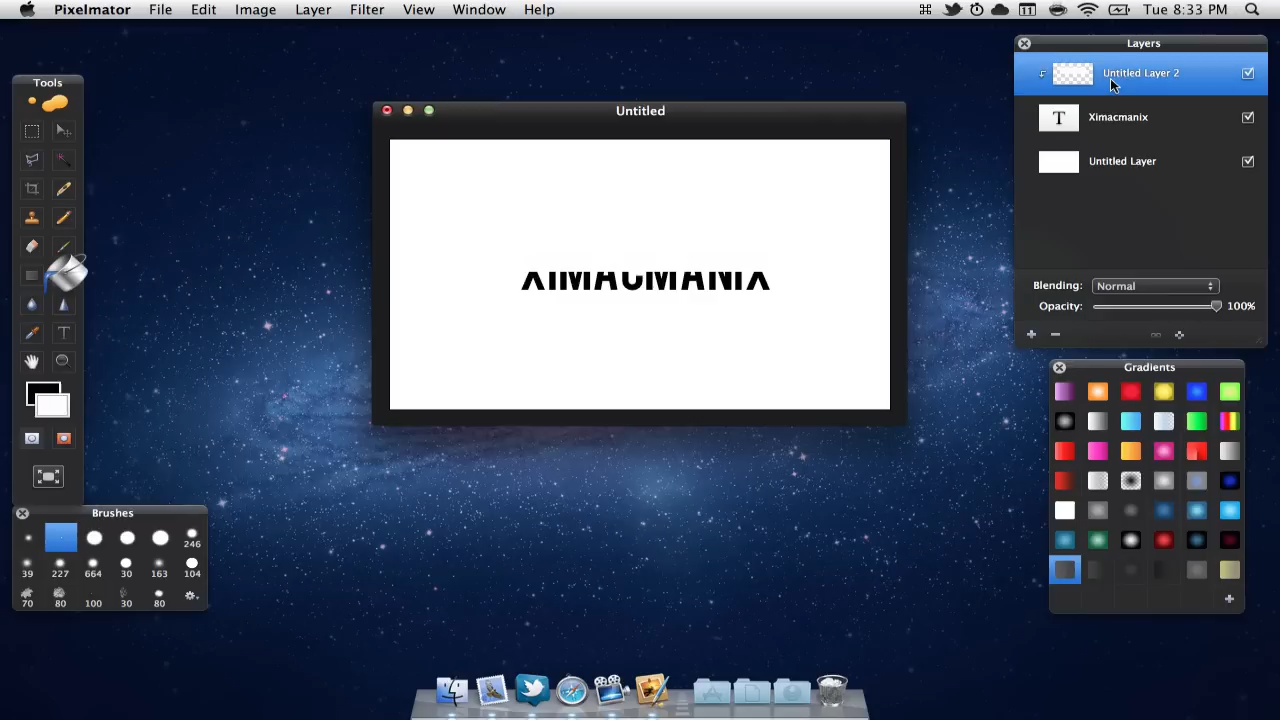 Pixelmator File Edit Image Layer Filter View Window Help 11 Tue 8:33 PM
Layers
Untitled Layer 2
T Ximacmanix
Untitled Layer
Blending: Normal
Opacity: 100%
Tools
T
Untitled
XIMACMANIX
Gradients
Brushes
246
39 227 664 30 163 104
70 80 100 30 80